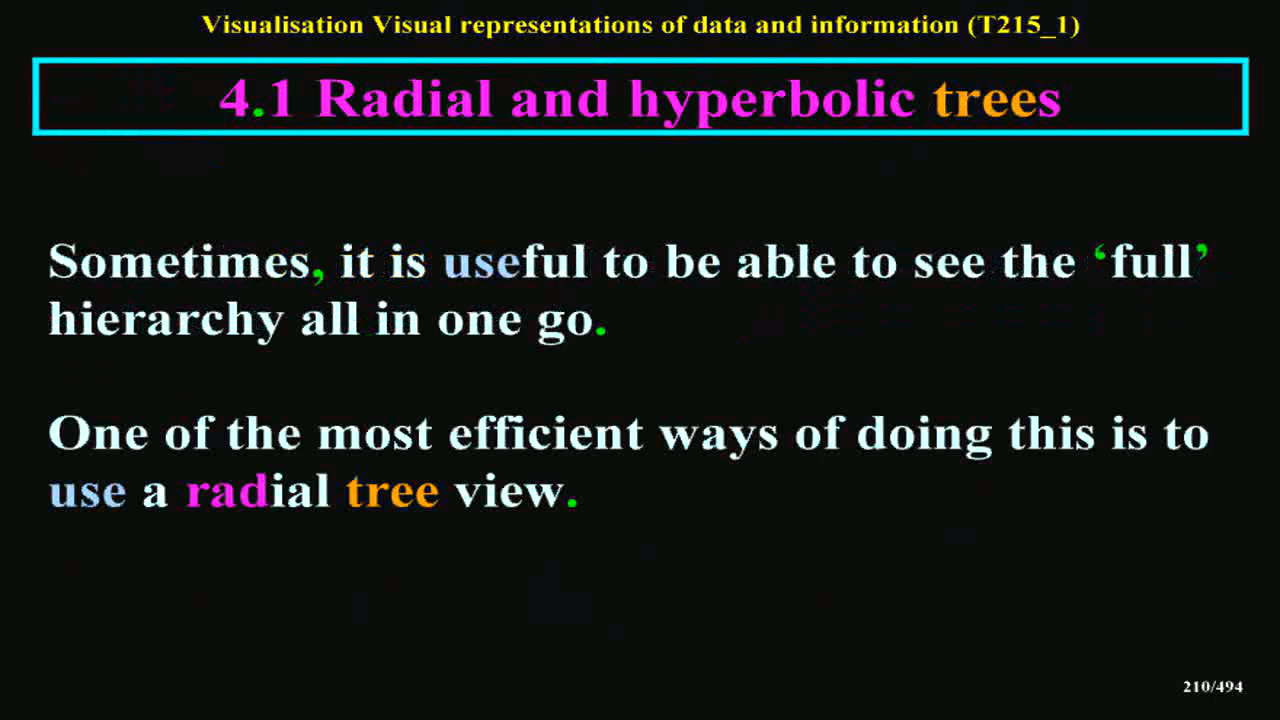 Visualisation Visual representations of data and information (T215_1)
4.1 Radial and hyperbolic trees
Sometimes, it is useful to be able to see the ‘full’
hierarchy all in one go.
One of the most efficient ways of doing this is to
use a radial tree view.
210/494